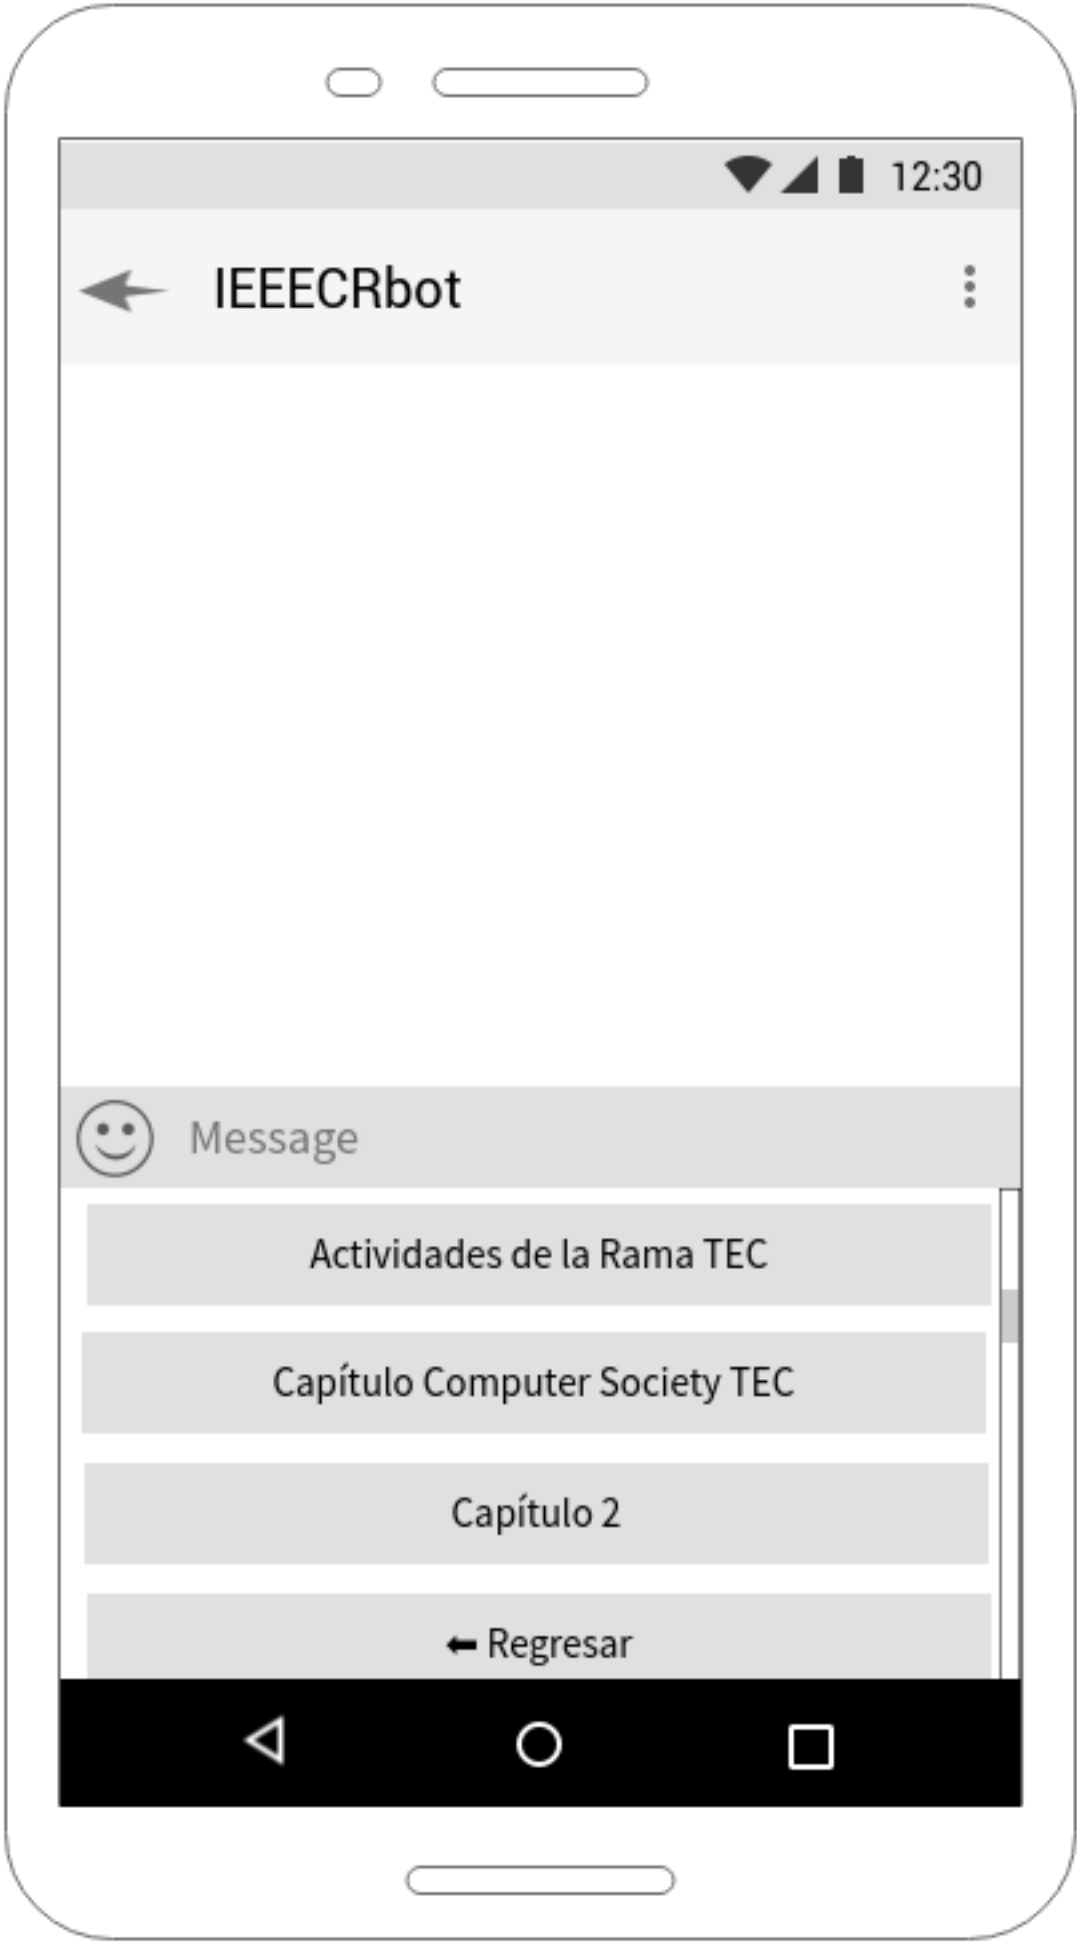 12:30
IEEECRbot
Message
Actividades de la Rama TEC
Capítulo Computer Society TEC
Capítulo 2
⬅ Regresar